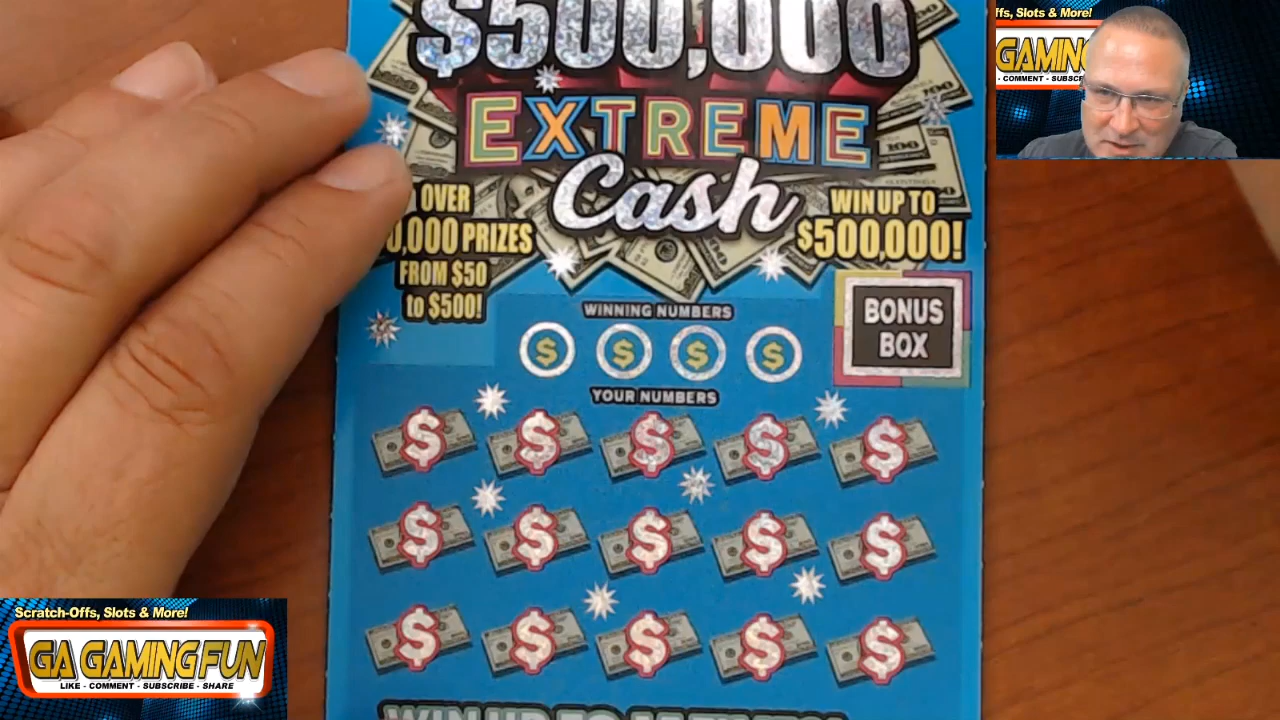 $500,000
EXTREME
Cash
OVER
0,000 PRIZES
FROM $50
to $500!
WIN UP TO
$500,000!
WINNING NUMBERS
BONUS
BOX
YOUR NUMBERS
ffs, Slots & More!
GAMING
- COMMENT - SUBSC
Scratch-Offs, Slots & More!
GA GAMING FUN
LIKE - COMMENT - SUBSCRIBE - SHARE